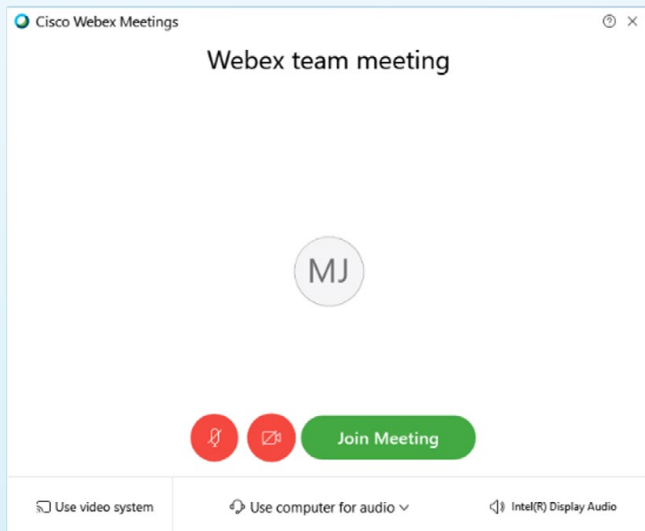 Cisco Webex Meetings
Webex team meeting
MJ
Join Meeting
Use video system
Use computer for audio
Intel(R) Display Audio